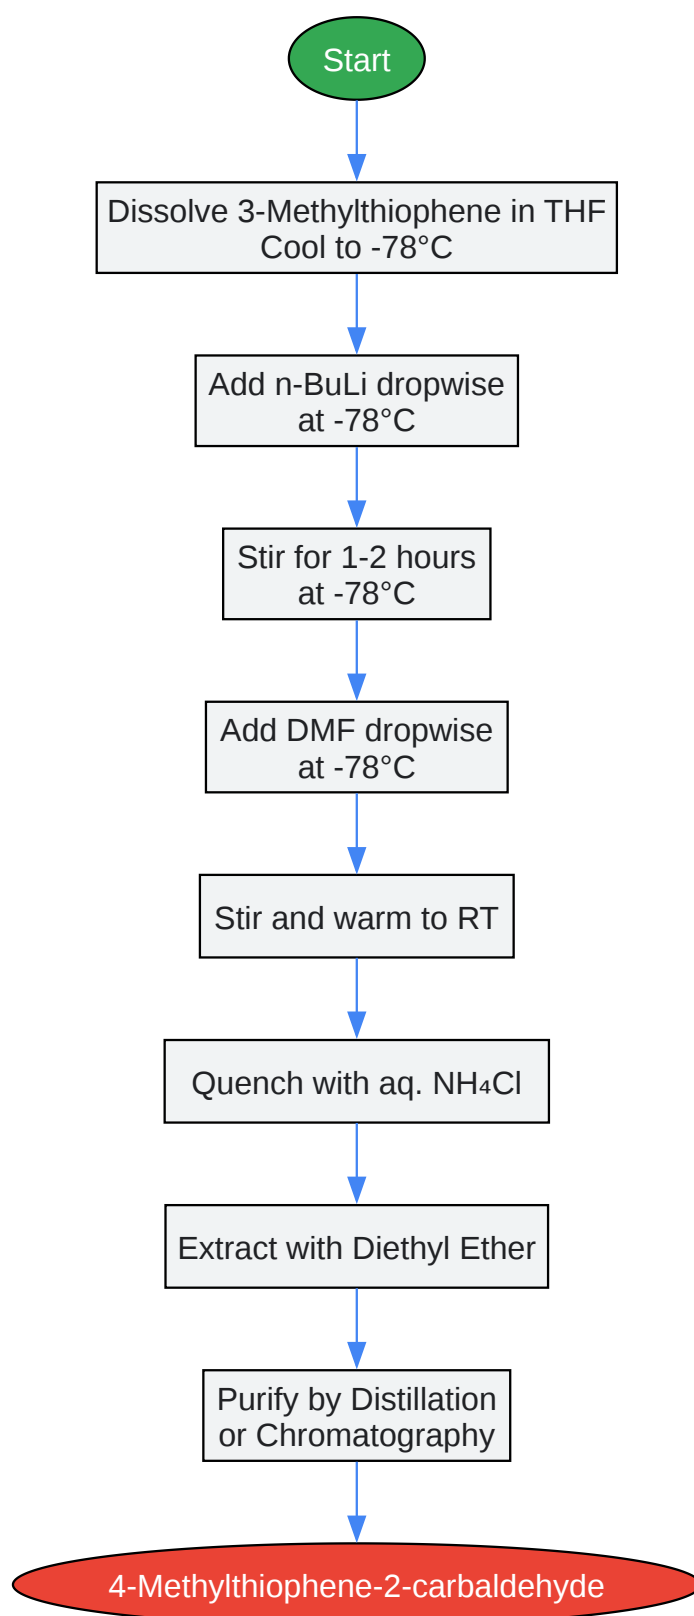 Start
Dissolve 3-Methylthiophene in THF
Cool to -78°C
Add n-BuLi dropwise
at -78°C
Stir for 1-2 hours
at -78°C
Add DMF dropwise
at -78°C
Stir and warm to RT
Quench with aq. NH₄Cl
Extract with Diethyl Ether
Purify by Distillation
or Chromatography
4-Methylthiophene-2-carbaldehyde